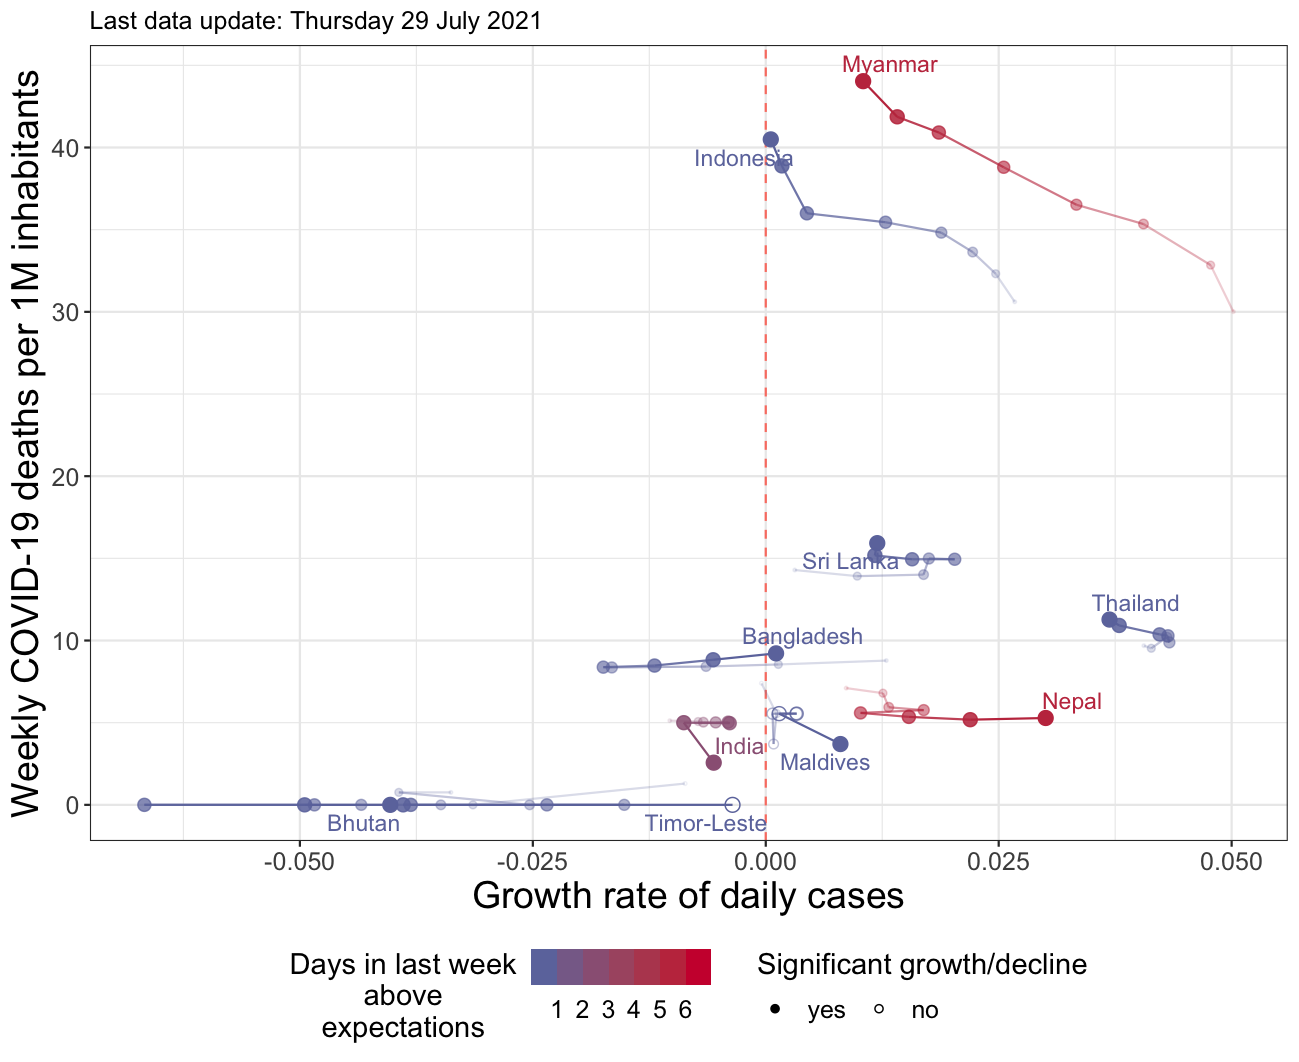 Last data update: Thursday 29 July 2021
Weekly COVID-19 deaths per 1M inhabitants
40
30
20
10
0
Myanmar
Indonesia
Sri Lanka
Thailand
Bangladesh
Nepal
India
Maldives
Bhutan
Timor-Leste
-0.050
-0.025
0.000
0.025
0.050
Growth rate of daily cases
Days in last week
above
expectations
1 2 3 4 5 6
Significant growth/decline
yes
no